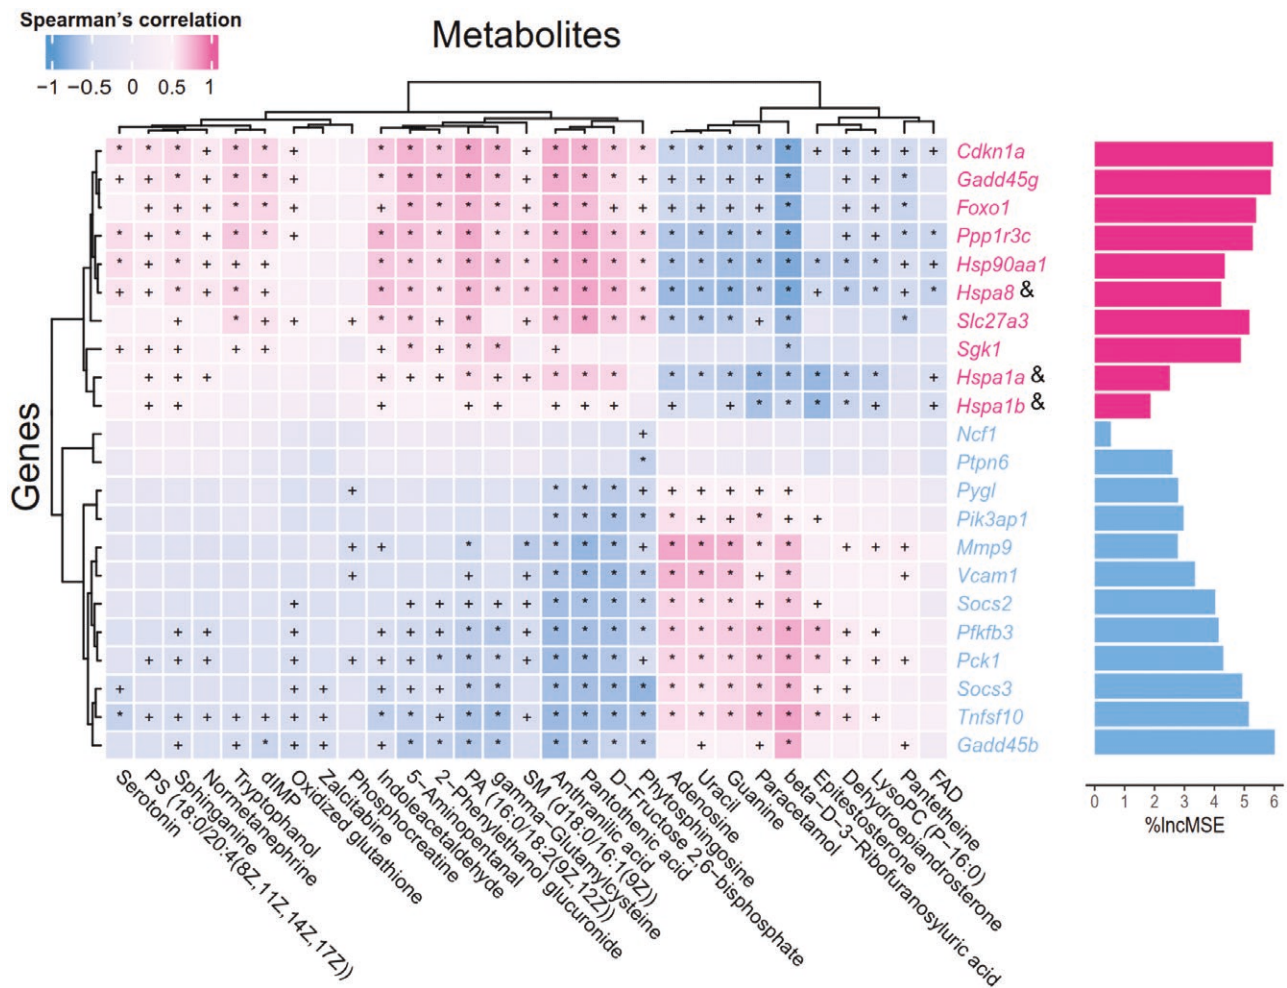 Spearman's correlation
−1 −0.5 0 0.5 1
Metabolites
Genes
* * * + * * + * * * * * + * * * * * * * * * + + + + +
Cdkn1a
+ + * + * * + * * * * * + * * * + + + + + * + + *
Gadd45g
+ + + * * + + * * * * + * * + + + + + + * + + *
Foxo1
* + * + * * + * * * * * * * * * * * * * * * + + * *
Ppp1r3c
* + * + + + * * * * * * * * * * * * * * * * * * + +
Hsp90aa1
+ + * + * + * * * * * * * * * * * * * * * + * * + *
Hspa8 &
+ * + + + * * + * + * * * * * * * + * *
Slc27a3
+ + + + + + * + * * + *
Sgk1
+ + + + + + * + + * * * * * * * * * * * +
Hspa1a &
+ + + + + + + + + + * * * * + +
Hspa1b &
+
Ncf1
*
Ptpn6
+ * * * + + + + + +
Pygl
* * * * * + + * + +
Pik3ap1
+ + * * * * * + * * * * * + + +
Mmp9
+ + + * * * * * * * + * +
Vcam1
+ + + + + + * * * * * * * + * +
Socs2
+ + + + + + * * + * * * * * * * * * * + +
Pfkfb3
+ + + + + + + * * * + * * * + * * * * * * + + +
Pck1
+ + + + + + * * * * * * * * * * * + +
Socs3
* + + + + + + + * * + * * + * * * * * * * * * * + +
Tnfsf10
+ + * + + + * * * * * * * * + + * +
Gadd45b
Serotonin
PS (18:0/20:4(8Z,11Z,14Z,17Z))
Sphinganine
Normetanephrine
Tryptophanol
dIMP
Oxidized glutathione
Zalcitabine
Phosphocreatine
Indoleacetaldehyde
5−Aminopentanal
2−Phenylethanol glucuronide
PA (16:0/18:2(9Z,12Z))
gamma−Glutamylcysteine
SM (d18:0/16:1(9Z))
Anthranilic acid
Pantothenic acid
D−Fructose 2,6−bisphosphate
Phytosphingosine
Adenosine
Uracil
Guanine
Paracetamol
beta−D−3−Ribofuranosyluric acid
Epitestosterone
Dehydroepiandrosterone
LysoPC (P−16:0)
Pantetheine
FAD
0 1 2 3 4 5 6
%IncMSE